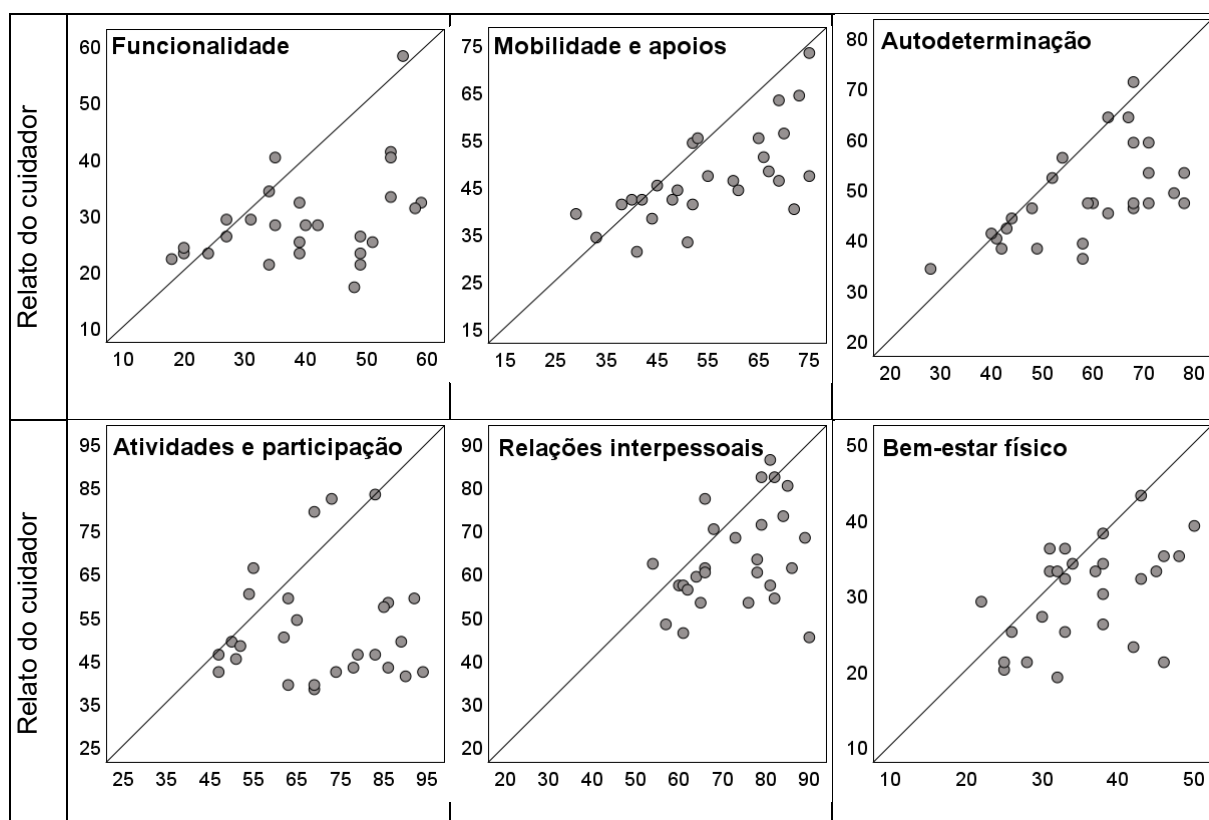 Relato do cuidador
Funcionalidade
60
50
40
30
20
10
10 20 30 40 50 60
Mobilidade e apoios
75
65
55
45
35
25
15
15 25 35 45 55 65 75
Autodeterminação
80
70
60
50
40
30
20
20 30 40 50 60 70 80
Relato do cuidador
Atividades e participação
95
85
75
65
55
45
35
25
25 35 45 55 65 75 85 95
Relações interpessoais
90
80
70
60
50
40
30
20
20 30 40 50 60 70 80 90
Bem-estar físico
50
40
30
20
10
10 20 30 40 50